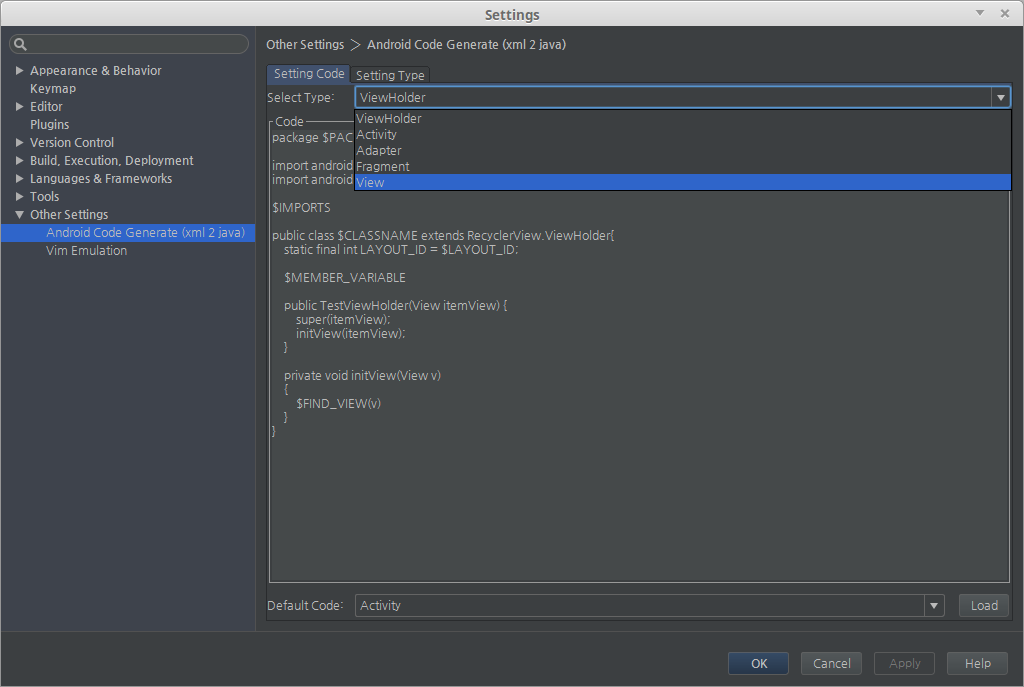 Settings
Other Settings > Android Code Generate (xml 2 java)
Appearance & Behavior
Keymap
Editor
Plugins
Version Control
Build, Execution, Deployment
Languages & Frameworks
Tools
Other Settings
Android Code Generate (xml 2 java)
Vim Emulation
Setting Code Setting Type
Select Type: ViewHolder
ViewHolder
Activity
Adapter
Fragment
View
Code
package $PAC
import android
import android
$IMPORTS
public class $CLASSNAME extends RecyclerView.ViewHolder{
static final int LAYOUT_ID = $LAYOUT_ID;
$MEMBER_VARIABLE
public TestViewHolder(View itemView) {
super(itemView);
initView(itemView);
}
private void initView(View v)
{
$FIND_VIEW(v)
}
}
Default Code: Activity Load
OK Cancel Apply Help